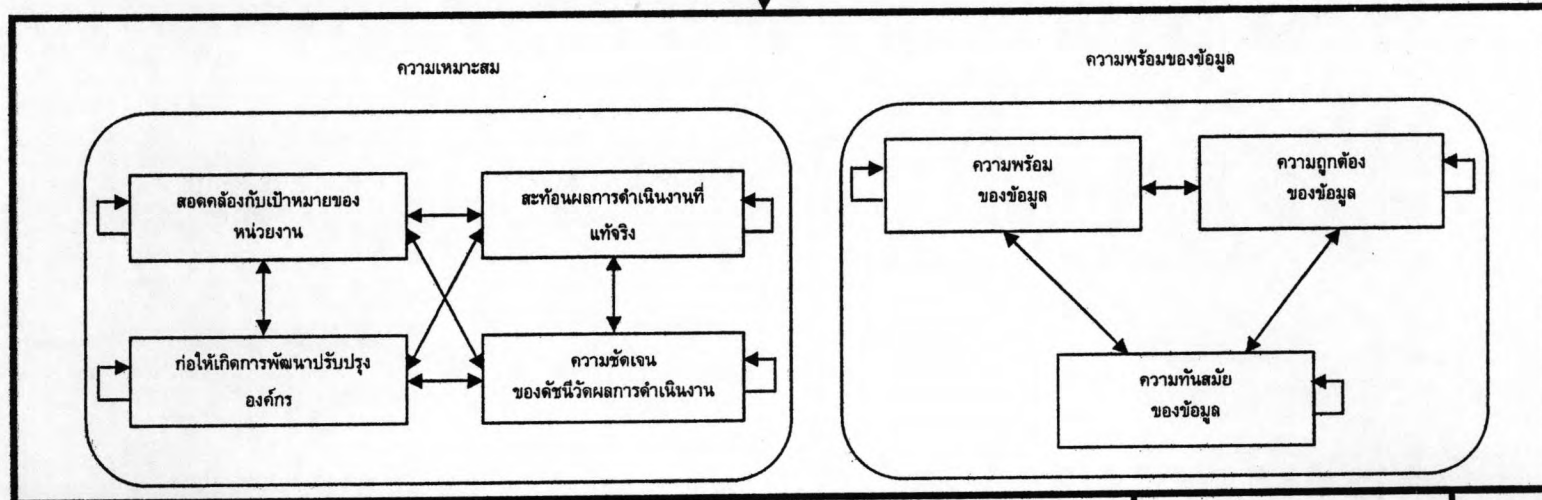 ความเหมาะสม
สอดคล้องกับเป้าหมายของ
หน่วยงาน
สะท้อนผลการดำเนินงานที่
แท้จริง
ก่อให้เกิดการพัฒนาปรับปรุง
องค์กร
ความชัดเจน
ของดัชนีวัดผลการดำเนินงาน
ความพร้อมของข้อมูล
ความพร้อม
ของข้อมูล
ความถูกต้อง
ของข้อมูล
ความทันสมัย
ของข้อมูล